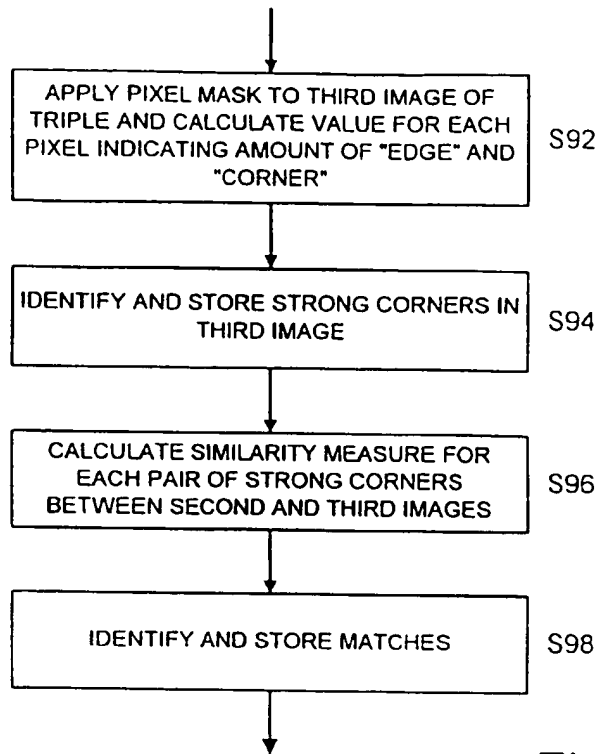 APPLY PIXEL MASK TO THIRD IMAGE OF
TRIPLE AND CALCULATE VALUE FOR EACH
PIXEL INDICATING AMOUNT OF "EDGE" AND
"CORNER"
S92
IDENTIFY AND STORE STRONG CORNERS IN
THIRD IMAGE
S94
CALCULATE SIMILARITY MEASURE FOR
EACH PAIR OF STRONG CORNERS
BETWEEN SECOND AND THIRD IMAGES
S96
IDENTIFY AND STORE MATCHES
S98